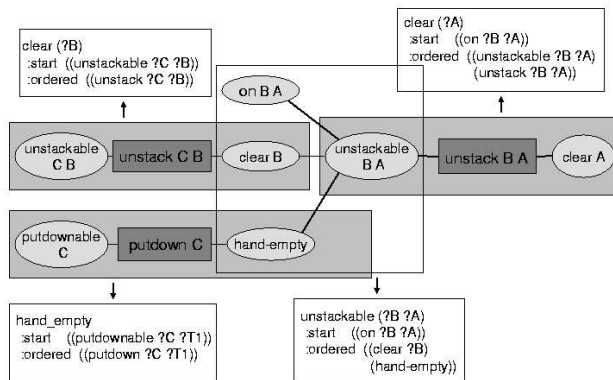 clear (?B)
:start ((unstackable ?C ?B))
:ordered ((unstack ?C ?B))
clear (?A)
:start ((on ?B ?A))
:ordered ((unstackable ?B ?A)
(unstack ?B ?A))
on B A
unstackable
C B
unstack C B
clear B
unstackable
B A
unstack B A
clear A
putdownable
C
putdown C
hand-empty
hand_empty
:start ((putdownable ?C ?T1))
:ordered ((putdown ?C ?T1))
unstackable (?B ?A)
:start ((on ?B ?A))
:ordered ((clear ?B)
(hand-empty))